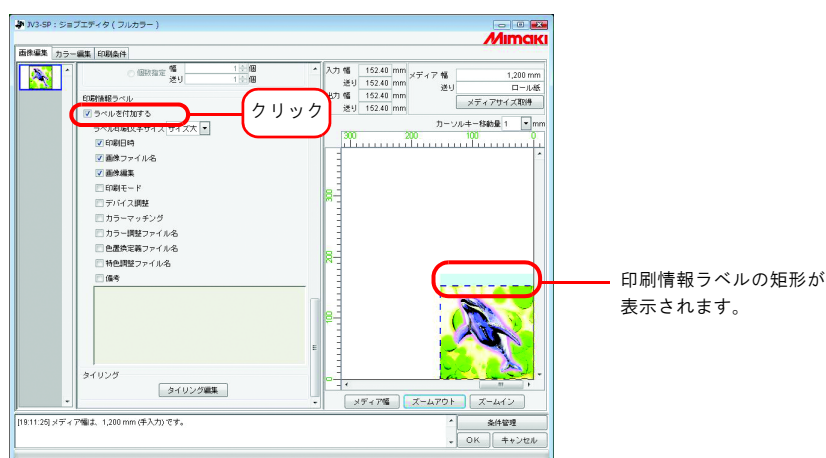 JV3-SP : ジョブエディタ ( フルカラー )
Mimaki
画像編集 カラー編集 印刷条件
個数指定 幅 1 個
送り 1 個
印刷情報ラベル
ラベルを付加する
クリック
ラベル印刷文字サイズ サイズ大
印刷日時
画像ファイル名
画像編集
印刷モード
デバイス調整
カラーマッチング
カラー調整ファイル名
色置換定義ファイル名
特色調整ファイル名
備考
タイリング
タイリング編集
入力 幅 152.40 mm
送り 152.40 mm
出力 幅 152.40 mm
送り 152.40 mm
メディア 幅 1,200 mm
送り ロール紙
メディアサイズ取得
カーソルキー移動量 1 mm
300 200 100 0
300
200
100
0
メディア幅 ズームアウト ズームイン
印刷情報ラベルの矩形が
表示されます。
[19:11:25] メディア幅は、1,200 mm (手入力) です。
条件管理
OK キャンセル